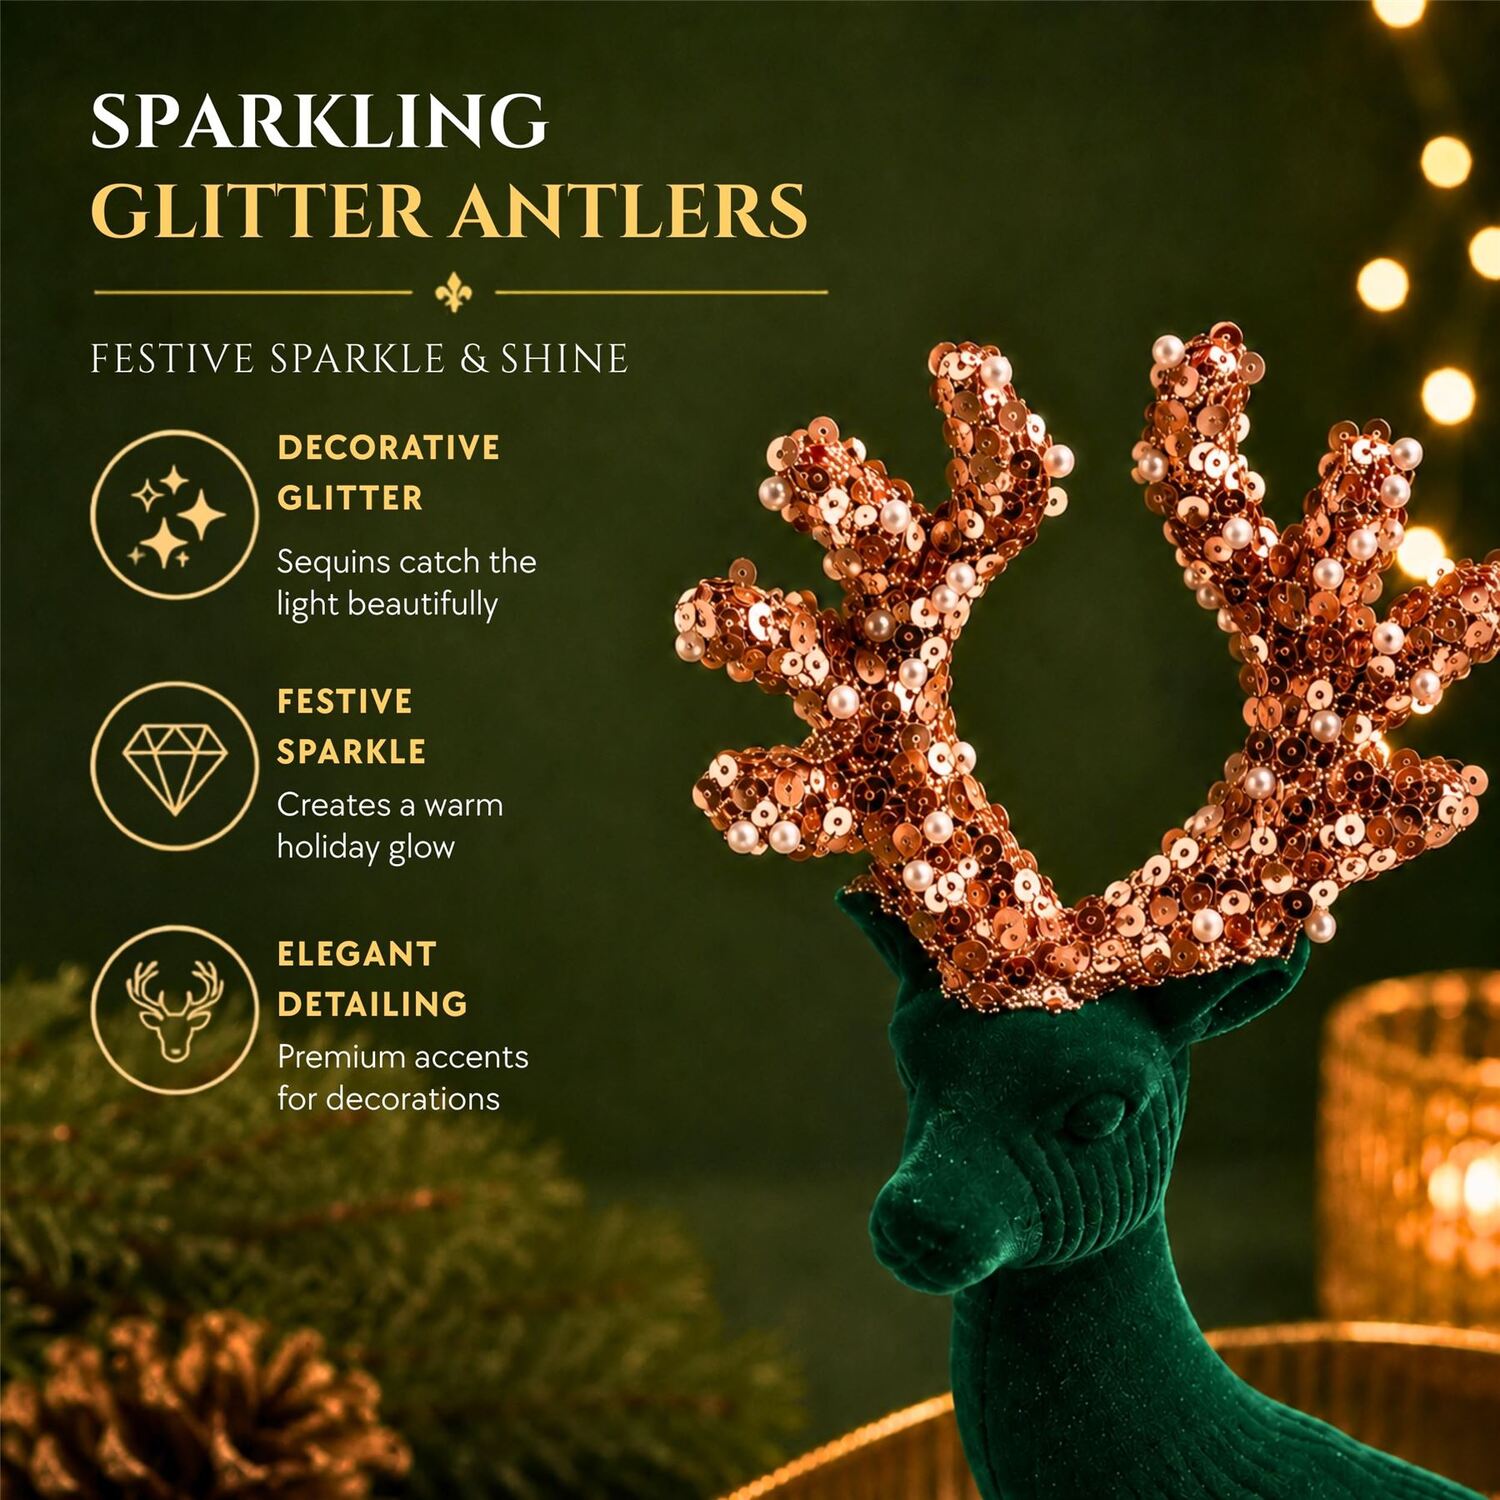 SPARKLING
GLITTER ANTLERS
FESTIVE SPARKLE & SHINE
DECORATIVE
GLITTER
Sequins catch the
light beautifully
FESTIVE
SPARKLE
Creates a warm
holiday glow
ELEGANT
DETAILING
Premium accents
for decorations